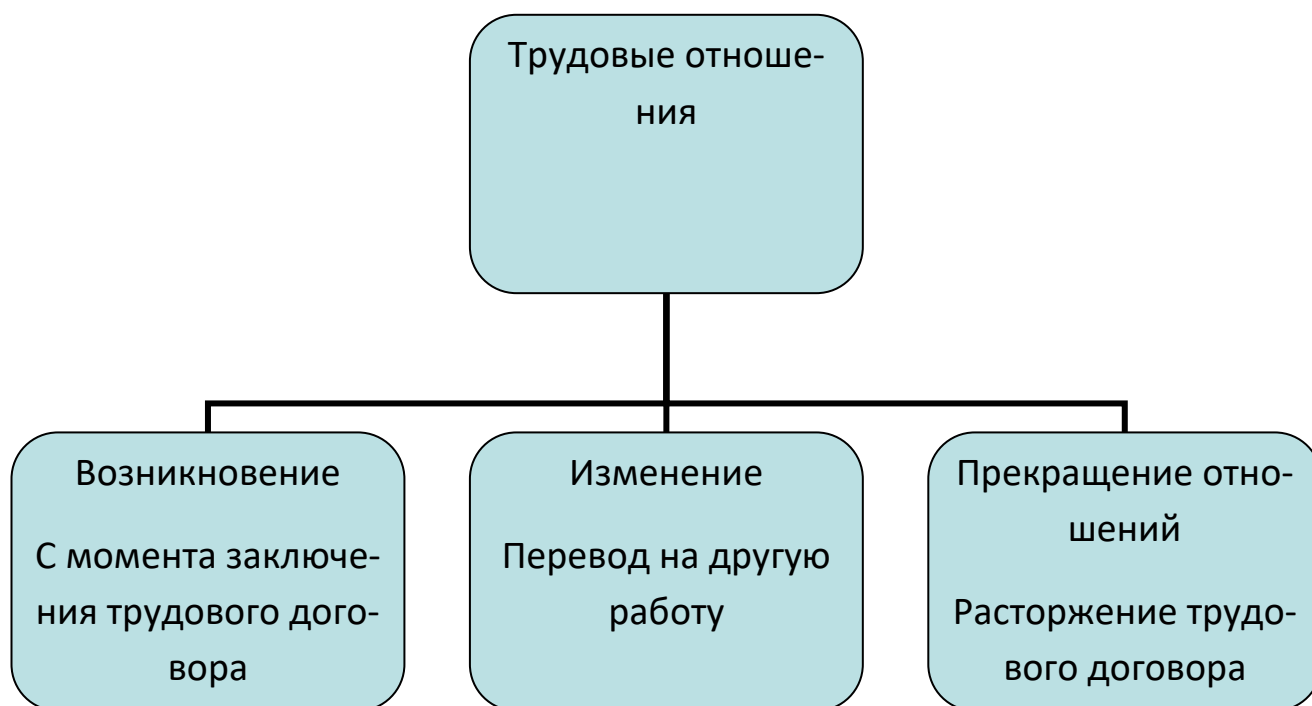 Трудовые отноше-
ния
Возникновение
С момента заключе-
ния трудового дого-
вора
Изменение
Перевод на другую
работу
Прекращение отно-
шений
Расторжение трудо-
вого договора